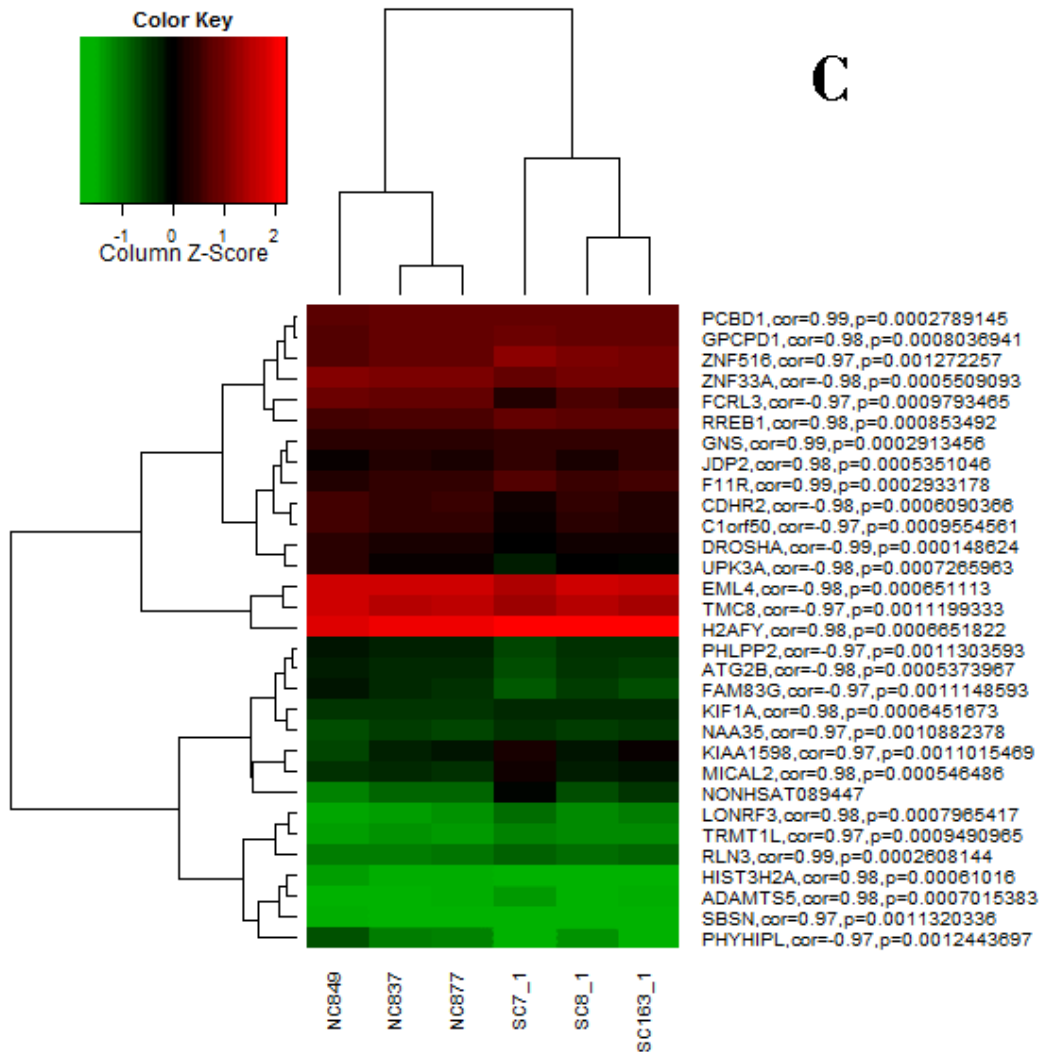 Color Key
C
-1 0 1 2
Column Z-Score
PCBD1,cor=0.99,p=0.0002789145
GPCPD1,cor=0.98,p=0.0008036941
ZNF516,cor=0.97,p=0.001272257
ZNF33A,cor=-0.98,p=0.0005509093
FCRL3,cor=-0.97,p=0.0009793465
RREB1,cor=0.98,p=0.000853492
GNS,cor=0.99,p=0.0002913456
JDP2,cor=0.98,p=0.0005351046
F11R,cor=0.99,p=0.0002933178
CDHR2,cor=-0.98,p=0.0006090366
C1orf50,cor=-0.97,p=0.0009554561
DROSHA,cor=-0.99,p=0.000148624
UPK3A,cor=-0.98,p=0.0007265963
EML4,cor=-0.98,p=0.000651113
TMC8,cor=-0.97,p=0.0011199333
H2AFY,cor=0.98,p=0.0006651822
PHLPP2,cor=-0.97,p=0.0011303593
ATG2B,cor=-0.98,p=0.0005373967
FAM83G,cor=-0.97,p=0.0011148593
KIF1A,cor=0.98,p=0.0006451673
NAA35,cor=0.97,p=0.0010882378
KIAA1598,cor=0.97,p=0.0011015469
MICAL2,cor=0.98,p=0.000546486
NONHSAT089447
LONRF3,cor=0.98,p=0.0007965417
TRMT1L,cor=0.97,p=0.0009490965
RLN3,cor=0.99,p=0.0002608144
HIST3H2A,cor=0.98,p=0.00061016
ADAMTS5,cor=0.98,p=0.0007015383
SBSN,cor=0.97,p=0.0011320336
PHYHIPL,cor=-0.97,p=0.0012443697
NC849
NC837
NC877
SC7_1
SC8_1
SC163_1